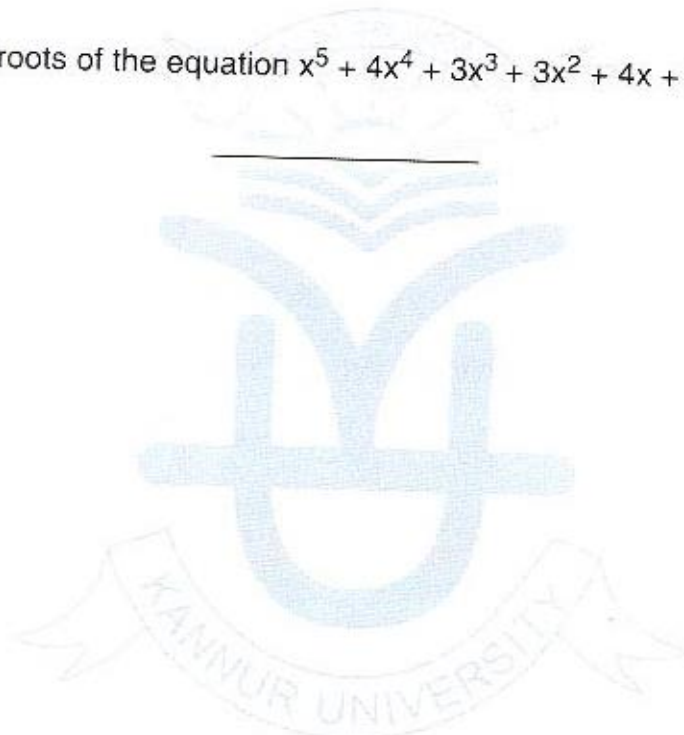 roots of the equation x⁵ + 4x⁴ + 3x³ + 3x² + 4x +
KANNUR UNIVERSITY